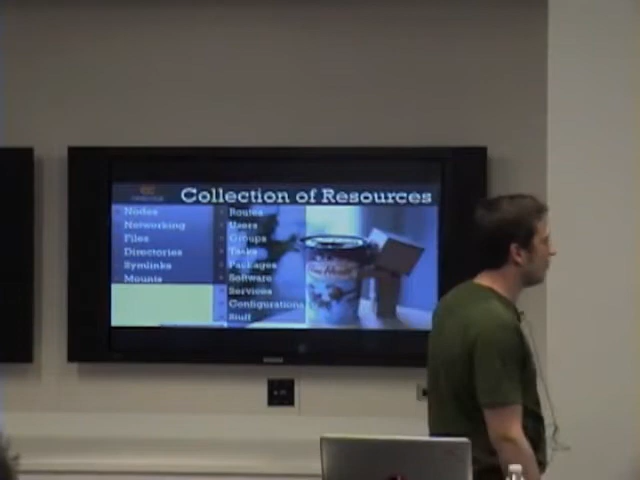 Collection of Resources
Nodes
Networking
Files
Directories
Symlinks
Mounts
Routes
Users
Groups
Tasks
Packages
Software
Services
Configurations
Stuff